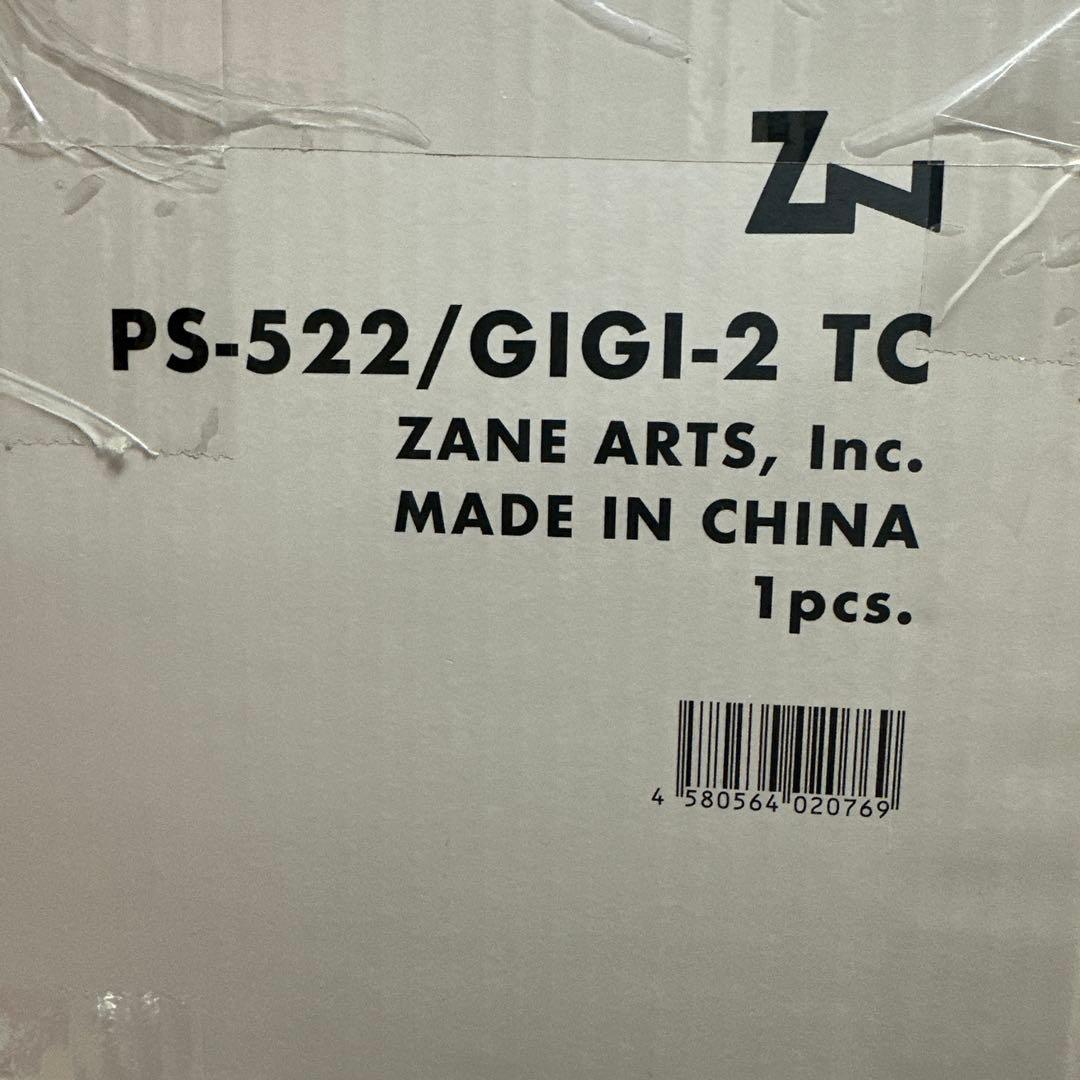 ZN
PS-522/GIGI-2 TC
ZANE ARTS, Inc.
MADE IN CHINA
1pcs.
4 580564 020769